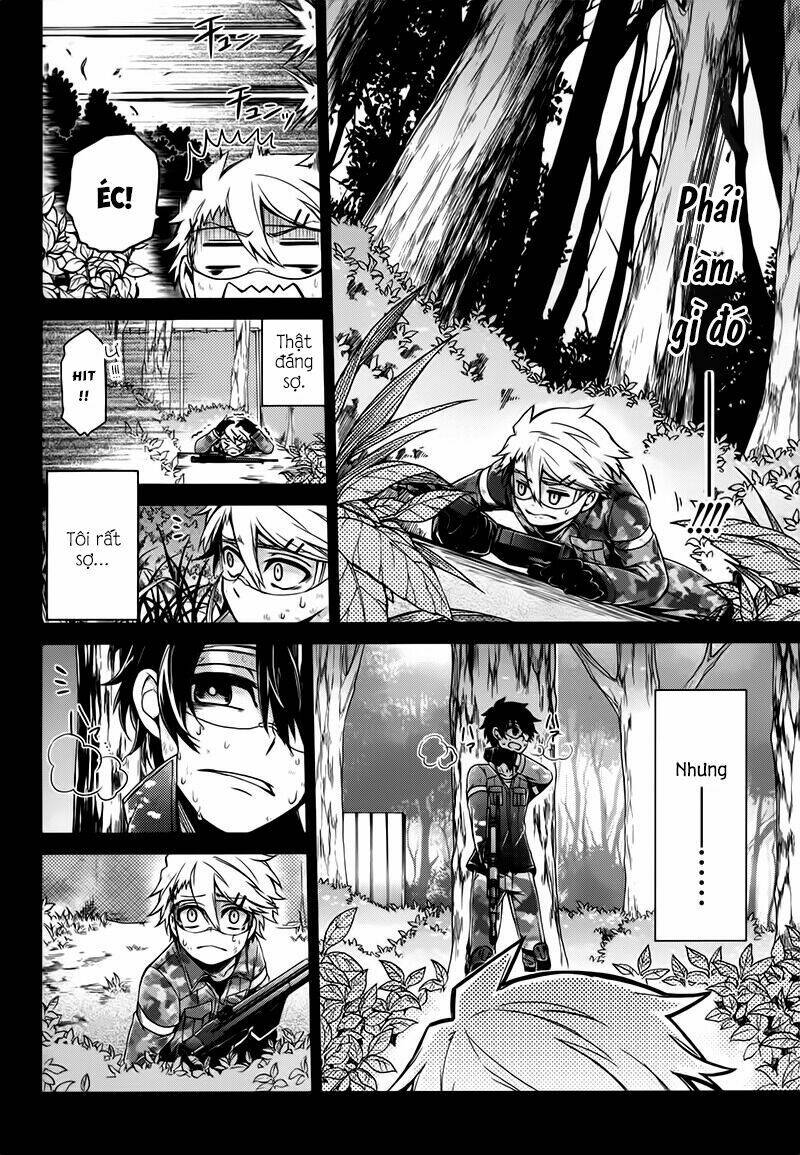 Phải
làm
gì đó
!!!!
チュン
チュンッ
ÉC!
Thật
đáng
sợ.
HIT
!!
Tôi rất
sợ...
Nhưng